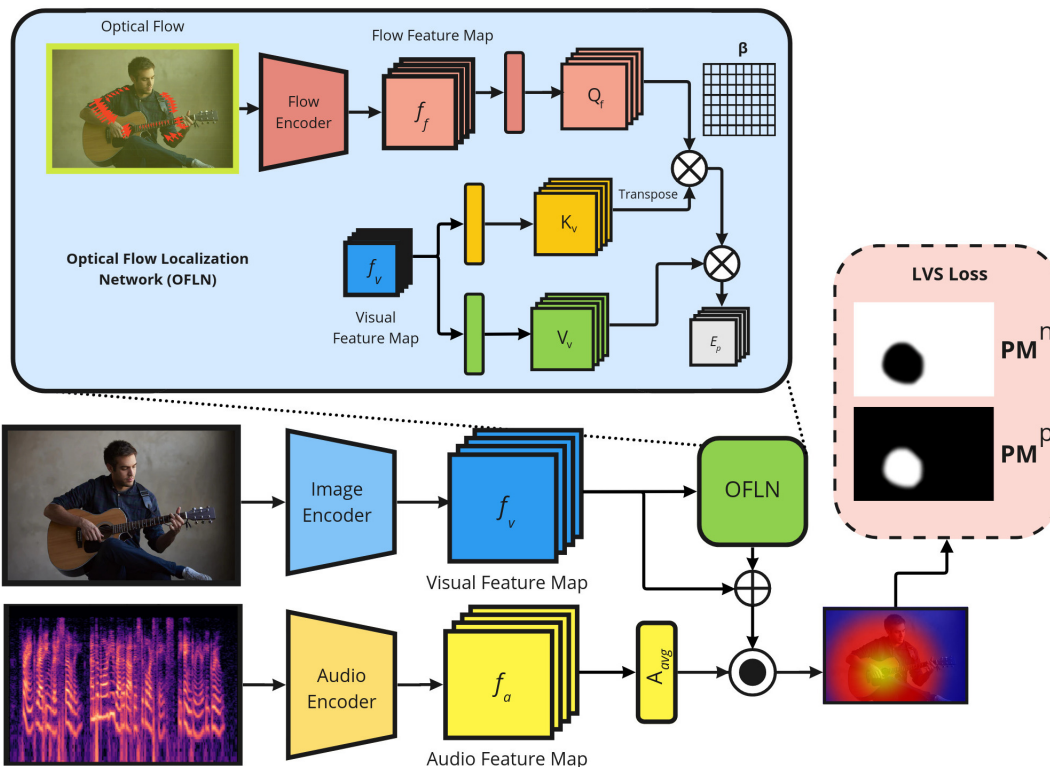 Optical Flow
Flow
Encoder
Flow Feature Map
f_f
Q_f
β
Transpose
K_v
Optical Flow Localization
Network (OFLN)
f_v
Visual
Feature Map
V_v
E_p
LVS Loss
PM^n
PM^p
Image
Encoder
f_v
Visual Feature Map
OFLN
Audio
Encoder
f_a
Audio Feature Map
A_avg